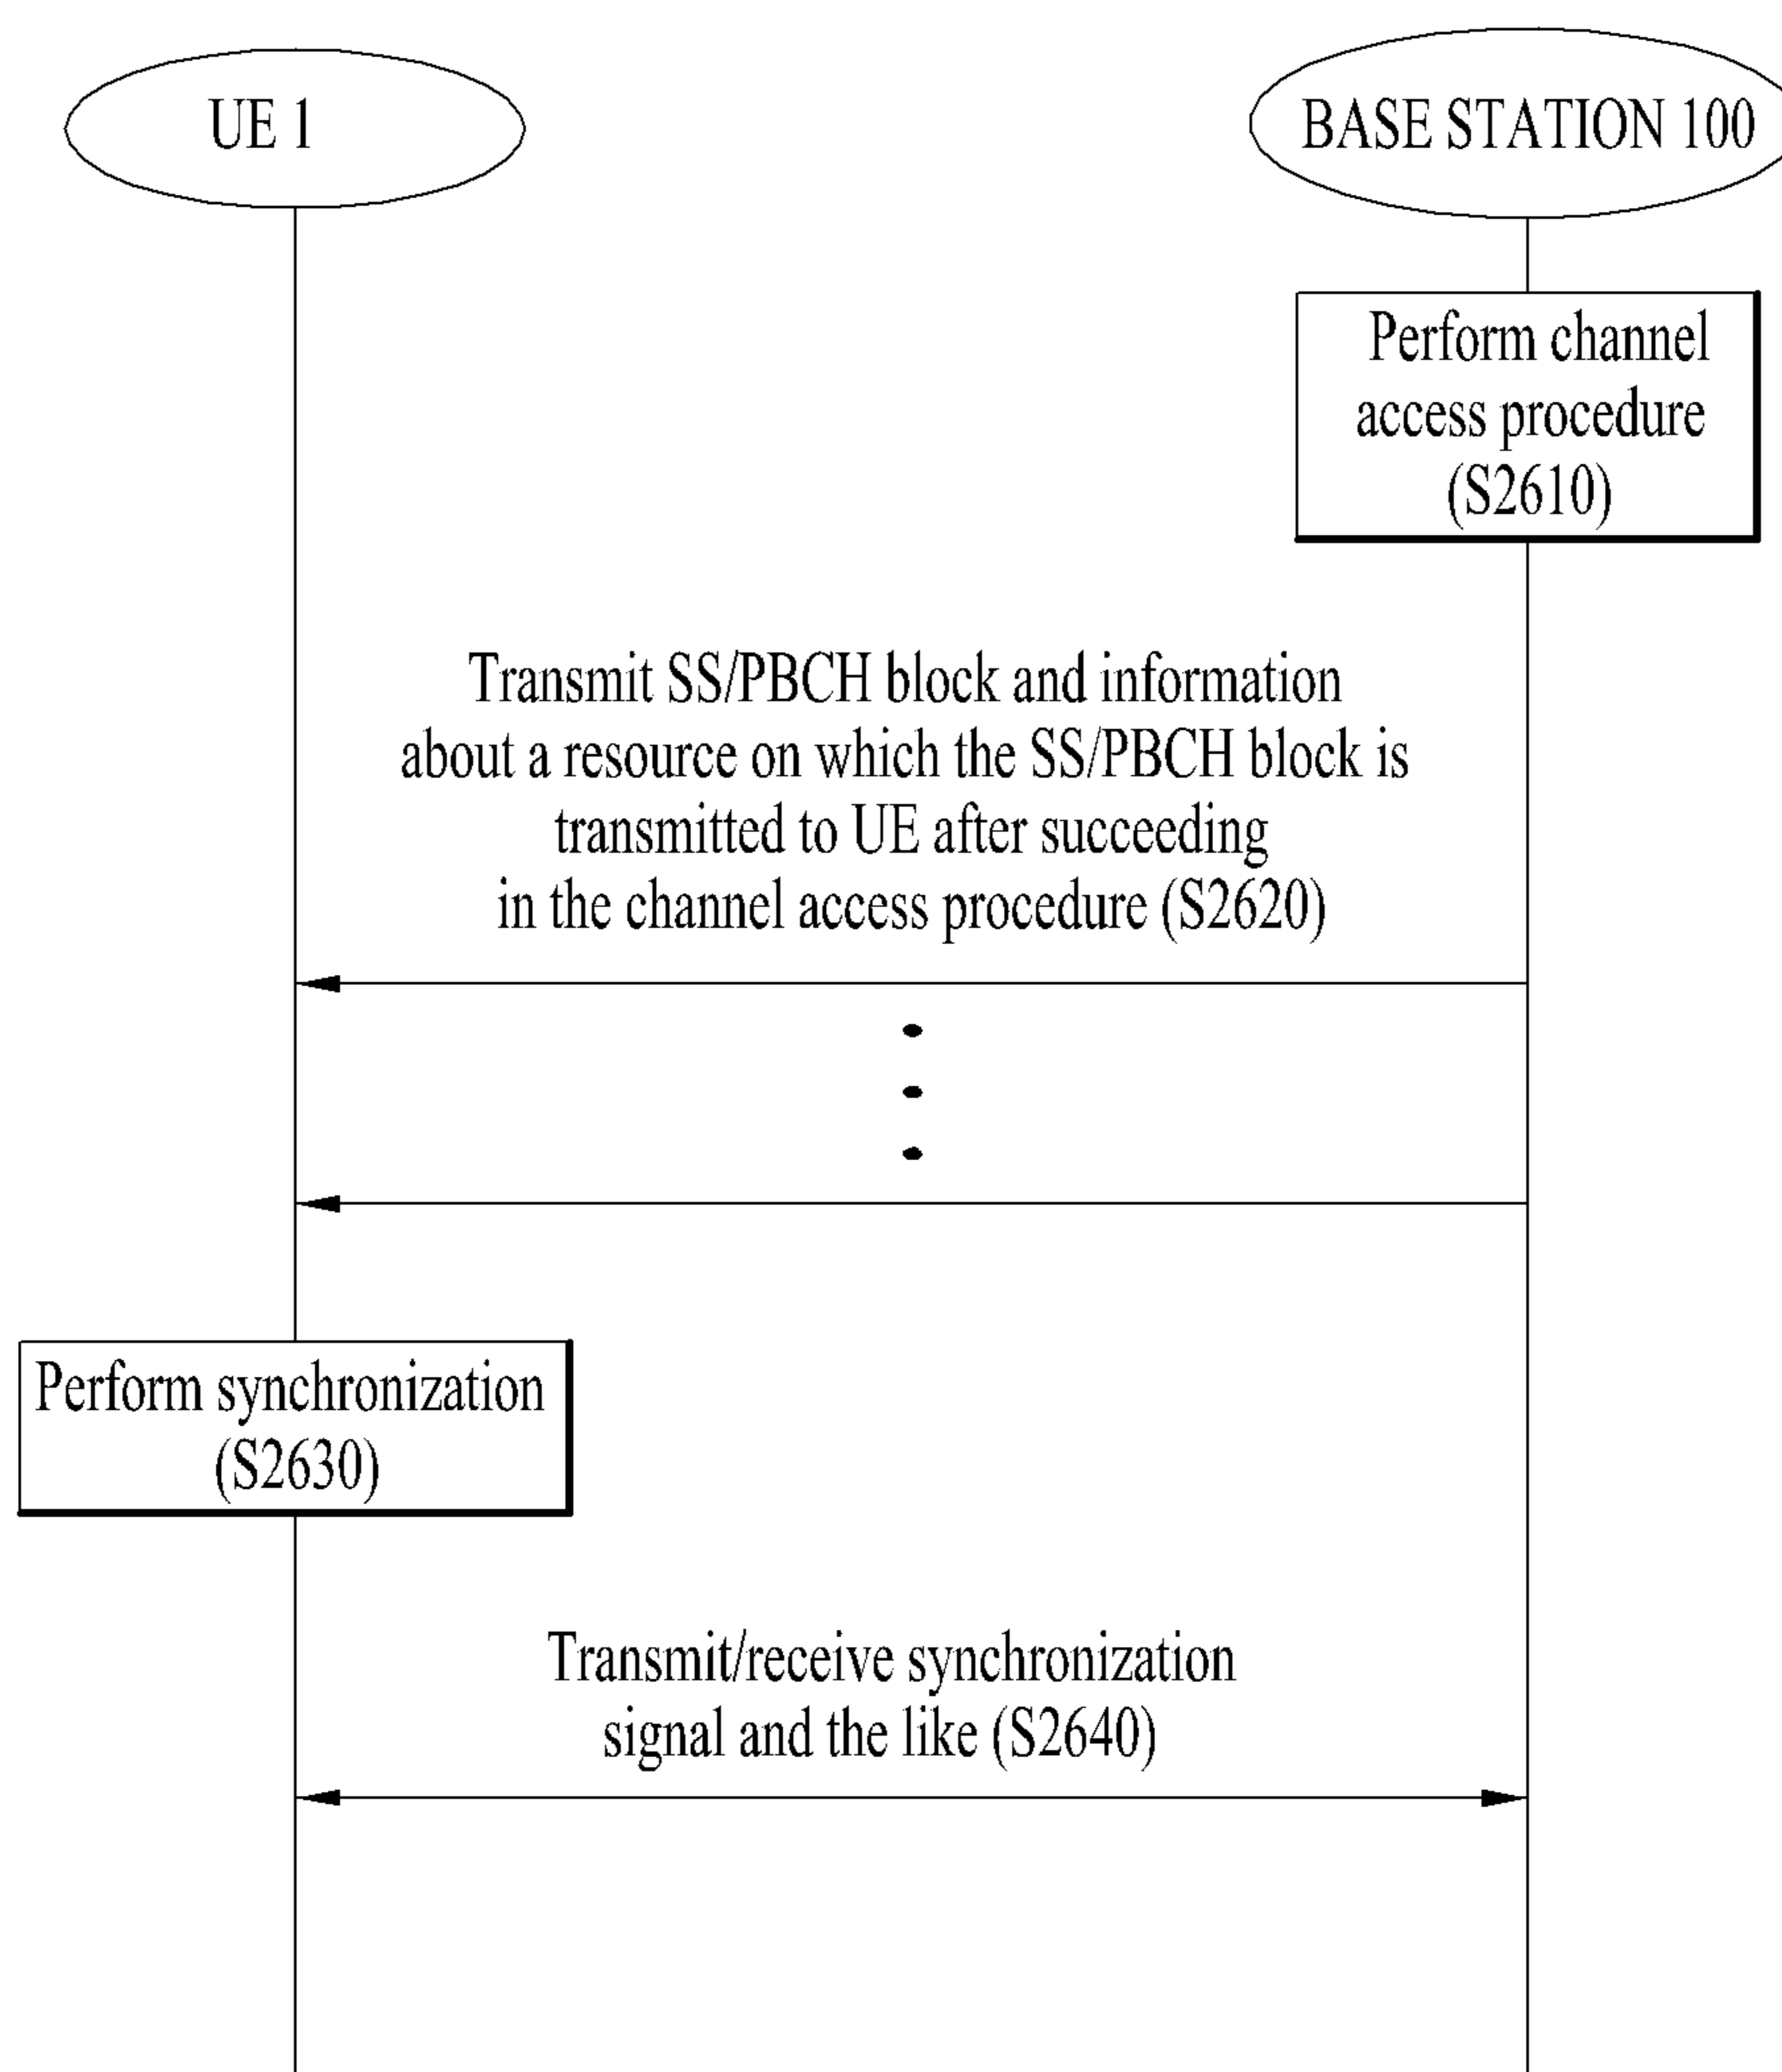 UE 1
BASE STATION 100
Perform channel
access procedure
(S2610)
Transmit SS/PBCH block and information
about a resource on which the SS/PBCH block is
transmitted to UE after succeeding
in the channel access procedure (S2620)
Perform synchronization
(S2630)
Transmit/receive synchronization
signal and the like (S2640)